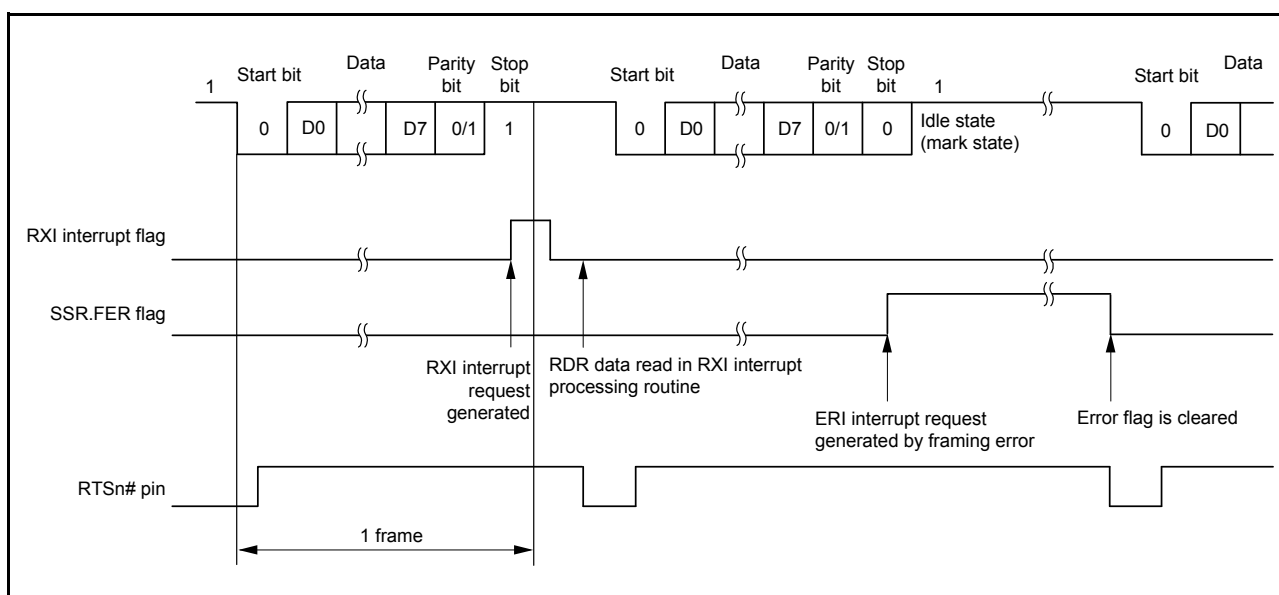 1
Start bit
Data
Parity
bit
Stop
bit
Start bit
Data
Parity
bit
Stop
bit
1
Start bit
Data
0
D0
D7
0/1
1
0
D0
D7
0/1
0
Idle state
(mark state)
0
D0
RXI interrupt flag
SSR.FER flag
RXI interrupt
request
generated
RDR data read in RXI interrupt
processing routine
ERI interrupt request
generated by framing error
Error flag is cleared
RTSn# pin
1 frame